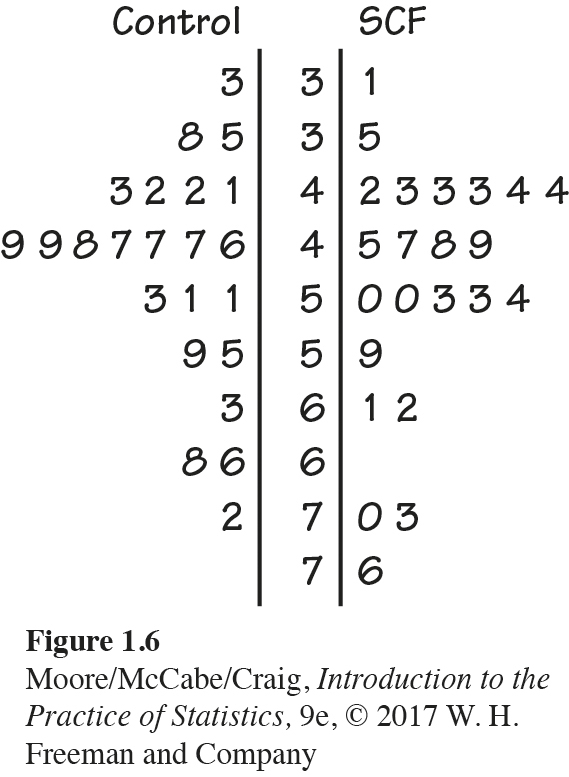 Control SCF
3 3 1
8 5 3 5
3 2 2 1 4 2 3 3 3 4 4
9 9 8 7 7 7 6 4 5 7 8 9
3 1 1 5 0 0 3 3 4
9 5 5 9
3 6 1 2
8 6 6
2 7 0 3
7 6
Figure 1.6
Moore/McCabe/Craig, Introduction to the
Practice of Statistics, 9e, © 2017 W. H.
Freeman and Company